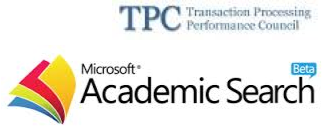 TPC Transaction Processing
Performance Council
Microsoft®
Academic Search Beta